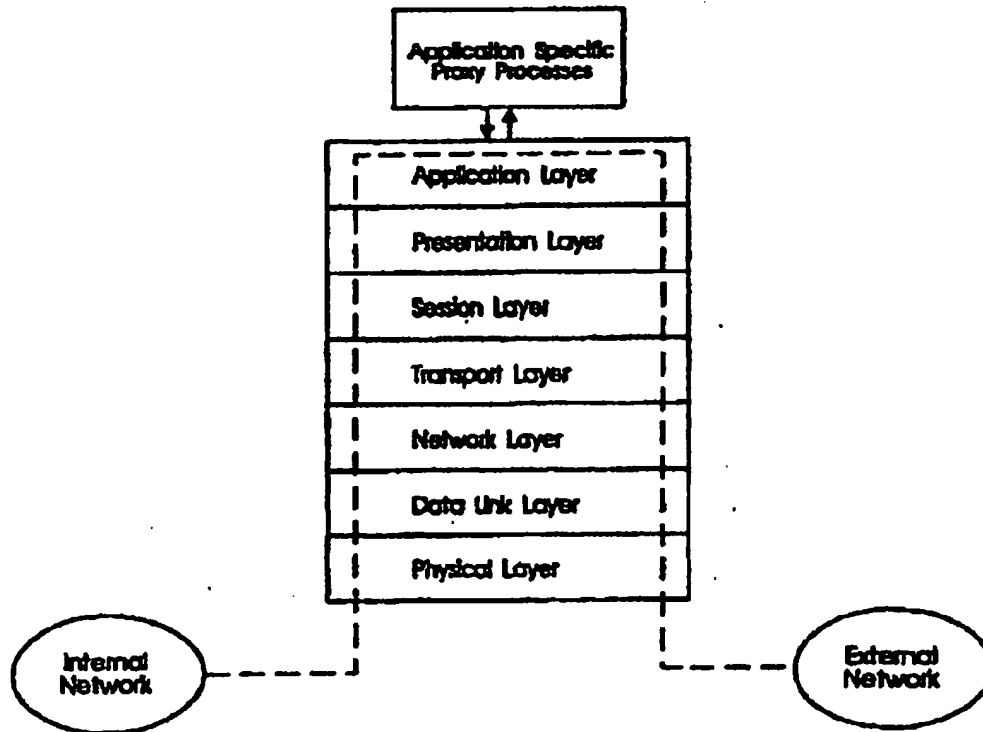 Application Specific
Proxy Processes
Application Layer
Presentation Layer
Session Layer
Transport Layer
Network Layer
Data Link Layer
Physical Layer
Internal
Network
External
Network